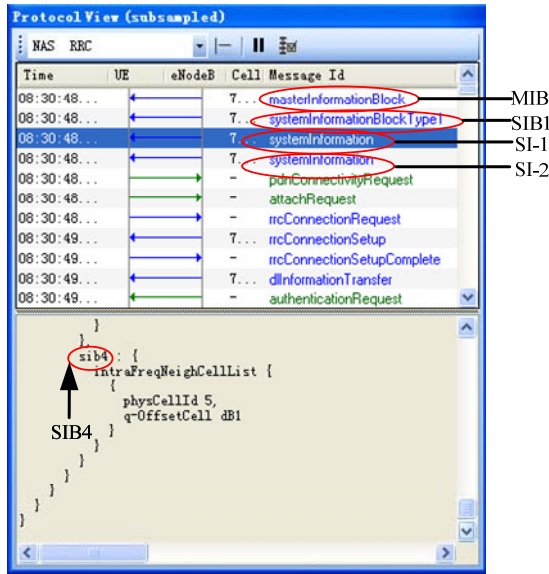 Protocol View (subsampled)
NAS RRC
Time UE eNodeB Cell Message Id
08:30:48... 7... masterInformationBlock MIB
08:30:48... 7... systemInformationBlockType1 SIB1
08:30:48... 7... systemInformation SI-1
08:30:48... 7... systemInformation SI-2
08:30:48... - pdnConnectivityRequest
08:30:48... - attachRequest
08:30:48... - rrcConnectionRequest
08:30:49... 7... rrcConnectionSetup
08:30:49... - rrcConnectionSetupComplete
08:30:49... 7... dlInformationTransfer
08:30:49... - authenticationRequest
}
},
sib4 : {
intraFreqNeighCellList {
{
physCellId 5,
q-OffsetCell dB1
SIB4 }
}
}
}
}
}
}